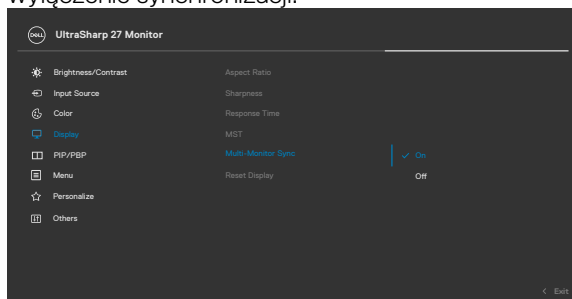 wyłączenie synchronizacji.
DELL UltraSharp 27 Monitor
Brightness/Contrast Aspect Ratio
Input Source Sharpness
Color Response Time
Display MST
PIP/PBP Multi-Monitor Sync On
Menu Reset Display Off
Personalize
Others
Exit